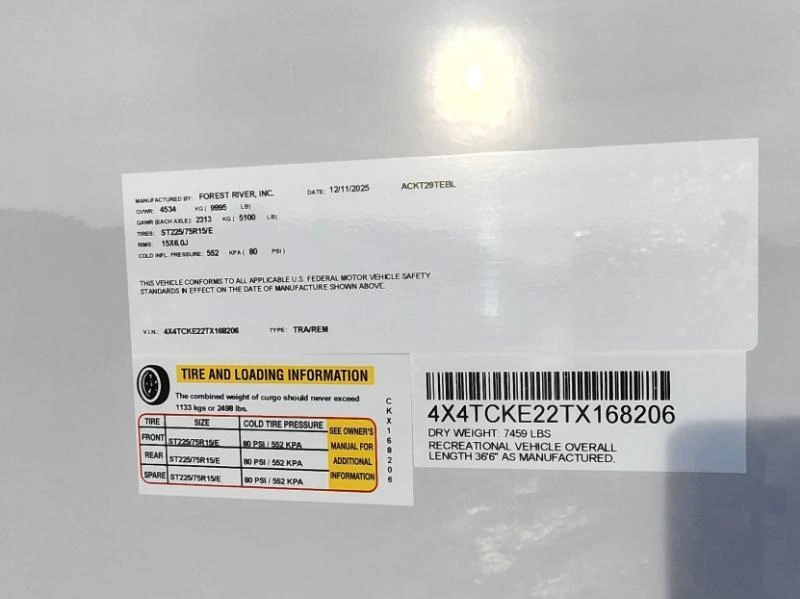 MANUFACTURED BY: FOREST RIVER, INC. DATE: 12/11/2025 ACKT29TEBL
GVWR: 4534 KG ( 9995 LB)
GAWR (EACH AXLE): 2313 KG ( 5100 LB)
TIRES: ST225/75R15/E
RIMS: 15X6.0J
COLD INFL. PRESSURE: 552 KPA ( 80 PSI )
THIS VEHICLE CONFORMS TO ALL APPLICABLE U.S. FEDERAL MOTOR VEHICLE SAFETY
STANDARDS IN EFFECT ON THE DATE OF MANUFACTURE SHOWN ABOVE.
V.I.N.: 4X4TCKE22TX168206 TYPE: TRA/REM
TIRE AND LOADING INFORMATION
The combined weight of cargo should never exceed
1133 kgs or 2498 lbs.
TIRE SIZE COLD TIRE PRESSURE SEE OWNER'S
FRONT ST225/75R15/E 80 PSI / 552 KPA MANUAL FOR
REAR ST225/75R15/E 80 PSI / 552 KPA ADDITIONAL
SPARE ST225/75R15/E 80 PSI / 552 KPA INFORMATION
CKX168206
4X4TCKE22TX168206
DRY WEIGHT: 7459 LBS
RECREATIONAL VEHICLE OVERALL
LENGTH 36'6" AS MANUFACTURED.